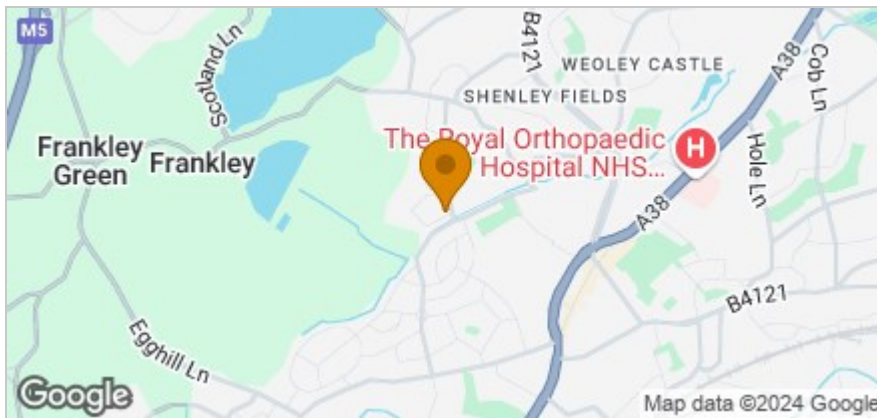 M5
Scotland Ln
B4121
WEOLEY CASTLE
A38
Cob Ln
SHENLEY FIELDS
The Royal Orthopaedic
Hospital NHS...
H
Hole Ln
Frankley
Green
Frankley
A38
B4121
Egghill Ln
Google
Map data ©2024 Google